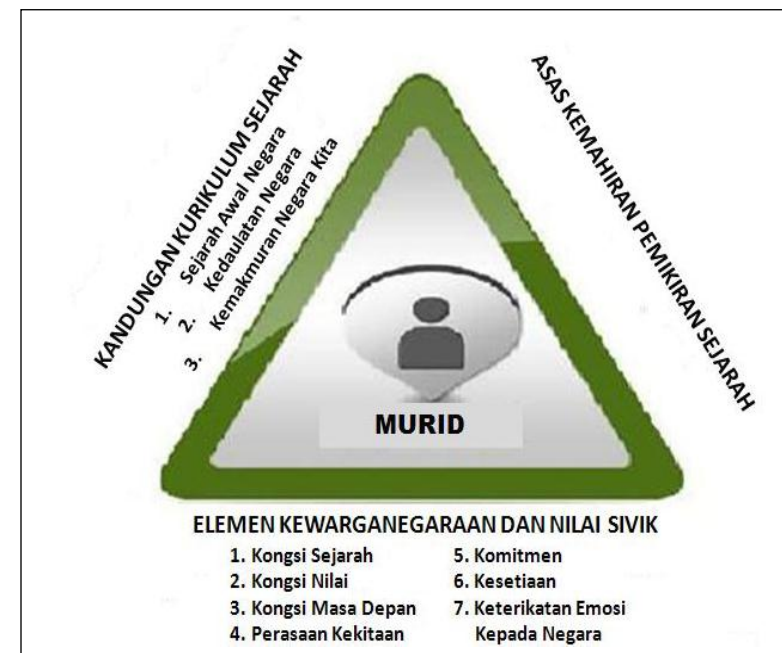 KANDUNGAN KURIKULUM SEJARAH
1. Sejarah Awal Negara
2. Kedaulatan Negara
3. Kemakmuran Negara Kita
ASAS KEMAHIRAN PEMIKIRAN SEJARAH
MURID
ELEMEN KEWARGANEGARAAN DAN NILAI SIVIK
1. Kongsi Sejarah
2. Kongsi Nilai
3. Kongsi Masa Depan
4. Perasaan Kekitaan
5. Komitmen
6. Kesetiaan
7. Keterikatan Emosi
Kepada Negara